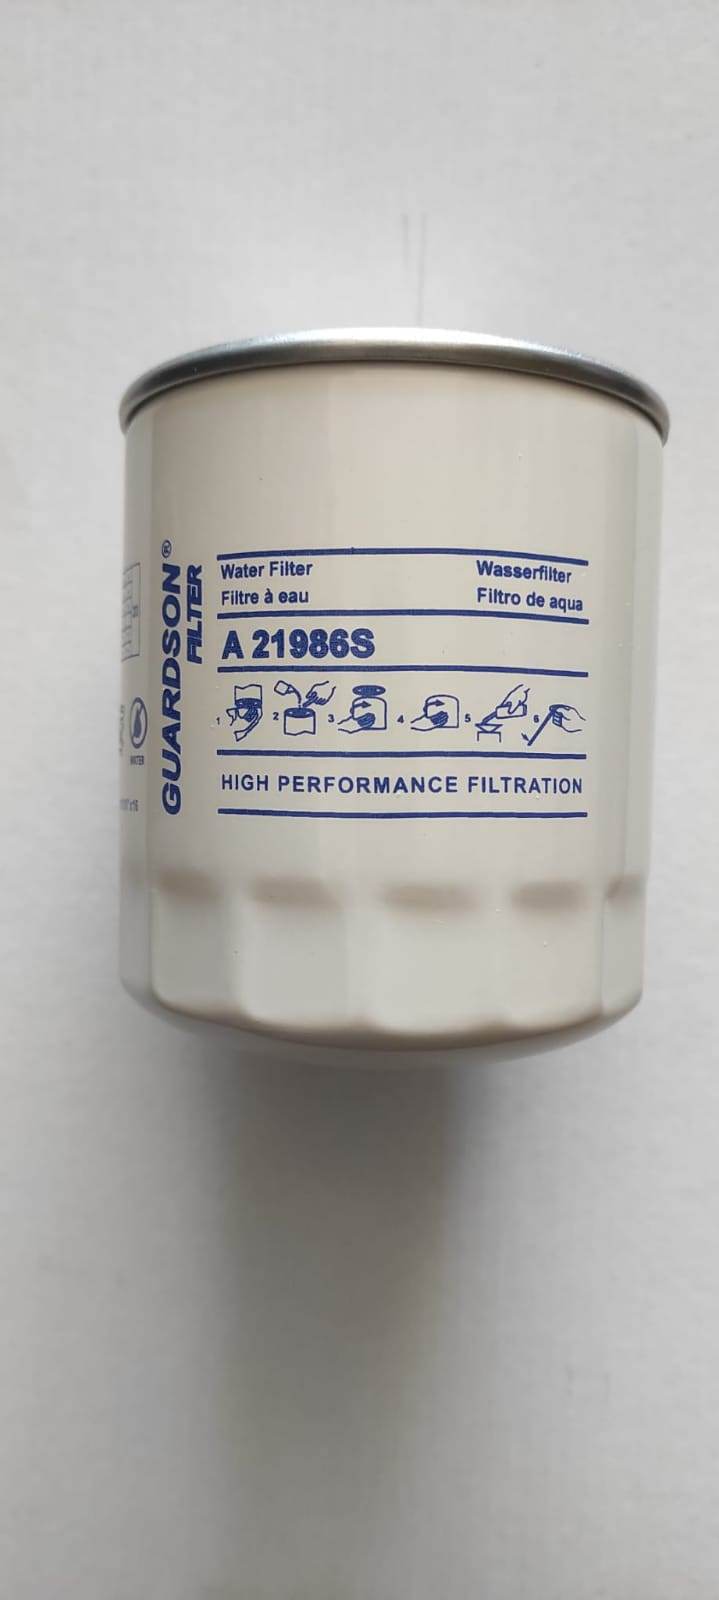 GUARDSON®
FILTER
Water Filter
Filtre à eau
Wasserfilter
Filtro de aqua
A 21986S
1 2 3 4 5 6
HIGH PERFORMANCE FILTRATION
WATER